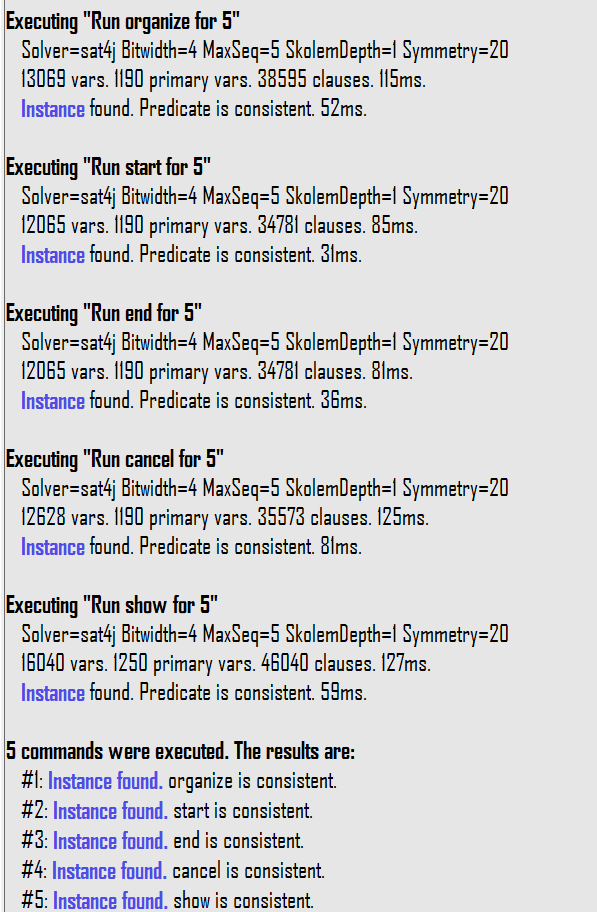 Executing "Run organize for 5"
Solver=sat4j Bitwidth=4 MaxSeq=5 SkolemDepth=1 Symmetry=20
13069 vars. 1190 primary vars. 38595 clauses. 115ms.
Instance found. Predicate is consistent. 52ms.
Executing "Run start for 5"
Solver=sat4j Bitwidth=4 MaxSeq=5 SkolemDepth=1 Symmetry=20
12065 vars. 1190 primary vars. 34781 clauses. 85ms.
Instance found. Predicate is consistent. 31ms.
Executing "Run end for 5"
Solver=sat4j Bitwidth=4 MaxSeq=5 SkolemDepth=1 Symmetry=20
12065 vars. 1190 primary vars. 34781 clauses. 81ms.
Instance found. Predicate is consistent. 36ms.
Executing "Run cancel for 5"
Solver=sat4j Bitwidth=4 MaxSeq=5 SkolemDepth=1 Symmetry=20
12628 vars. 1190 primary vars. 35573 clauses. 125ms.
Instance found. Predicate is consistent. 81ms.
Executing "Run show for 5"
Solver=sat4j Bitwidth=4 MaxSeq=5 SkolemDepth=1 Symmetry=20
16040 vars. 1250 primary vars. 46040 clauses. 127ms.
Instance found. Predicate is consistent. 59ms.
5 commands were executed. The results are:
#1: Instance found. organize is consistent.
#2: Instance found. start is consistent.
#3: Instance found. end is consistent.
#4: Instance found. cancel is consistent.
#5: Instance found. show is consistent.